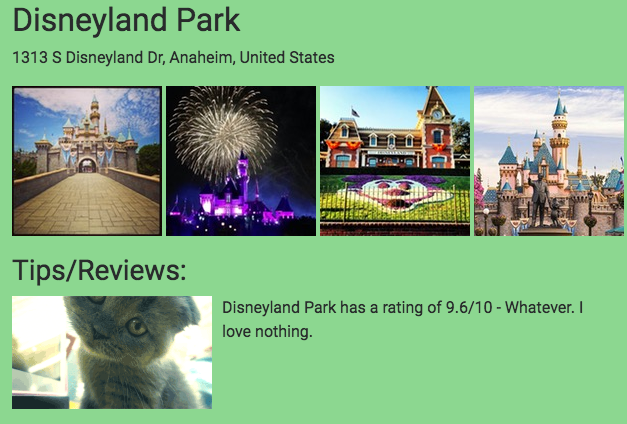 Disneyland Park
1313 S Disneyland Dr, Anaheim, United States
Tips/Reviews:
Disneyland Park has a rating of 9.6/10 - Whatever. I
love nothing.